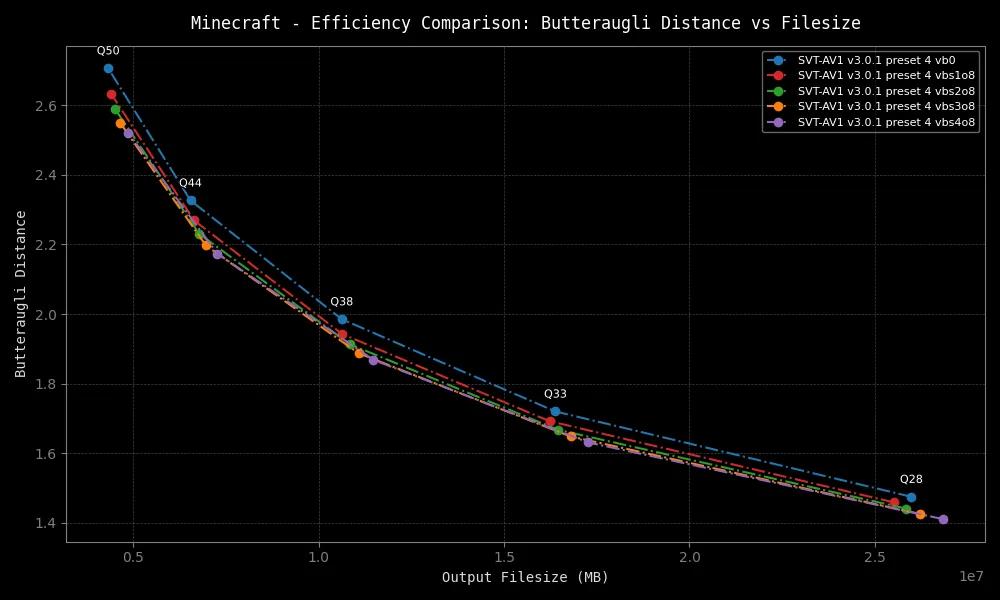 Minecraft - Efficiency Comparison: Butteraugli Distance vs Filesize
Q50
Q44
Q38
Q33
Q28
SVT-AV1 v3.0.1 preset 4 vb0
SVT-AV1 v3.0.1 preset 4 vbs1o8
SVT-AV1 v3.0.1 preset 4 vbs2o8
SVT-AV1 v3.0.1 preset 4 vbs3o8
SVT-AV1 v3.0.1 preset 4 vbs4o8
Butteraugli Distance
2.6
2.4
2.2
2.0
1.8
1.6
1.4
0.5
1.0
1.5
2.0
2.5
1e7
Output Filesize (MB)